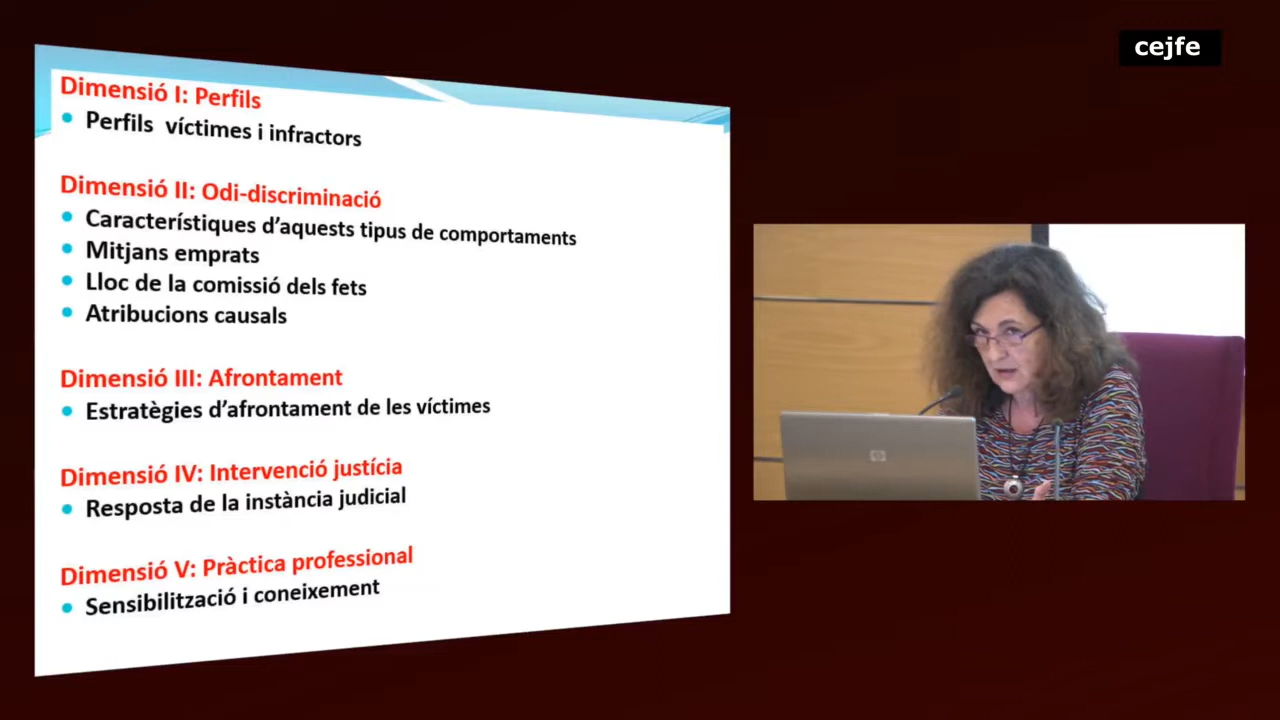 cejfe
Dimensió I: Perfils
Perfils víctimes i infractors
Dimensió II: Odi-discriminació
Característiques d'aquests tipus de comportaments
Mitjans emprats
Lloc de la comissió dels fets
Atribucions causals
Dimensió III: Afrontament
Estratègies d'afrontament de les víctimes
Dimensió IV: Intervenció justícia
Resposta de la instància judicial
Dimensió V: Pràctica professional
Sensibilització i coneixement
hp